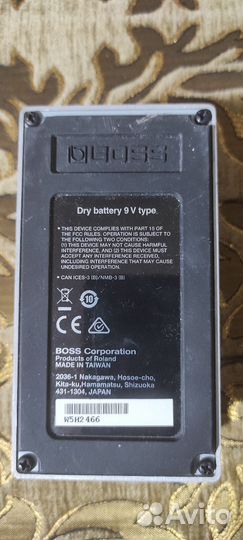 BOSS
Dry battery 9 V type
• THIS DEVICE COMPLIES WITH PART 15 OF
THE FCC RULES. OPERATION IS SUBJECT TO
THE FOLLOWING TWO CONDITIONS:
(1) THIS DEVICE MAY NOT CAUSE HARMFUL
INTERFERENCE, AND (2) THIS DEVICE MUST
ACCEPT ANY INTERFERENCE RECEIVED,
INCLUDING INTERFERENCE THAT MAY CAUSE
UNDESIRED OPERATION.
• CAN ICES-3 (B)/NMB-3 (B)
10
CE
BOSS Corporation
Products of Roland
MADE IN TAIWAN
2036-1 Nakagawa, Hosoe-cho,
Kita-ku,Hamamatsu, Shizuoka
431-1304, JAPAN
W5H2466
Avito